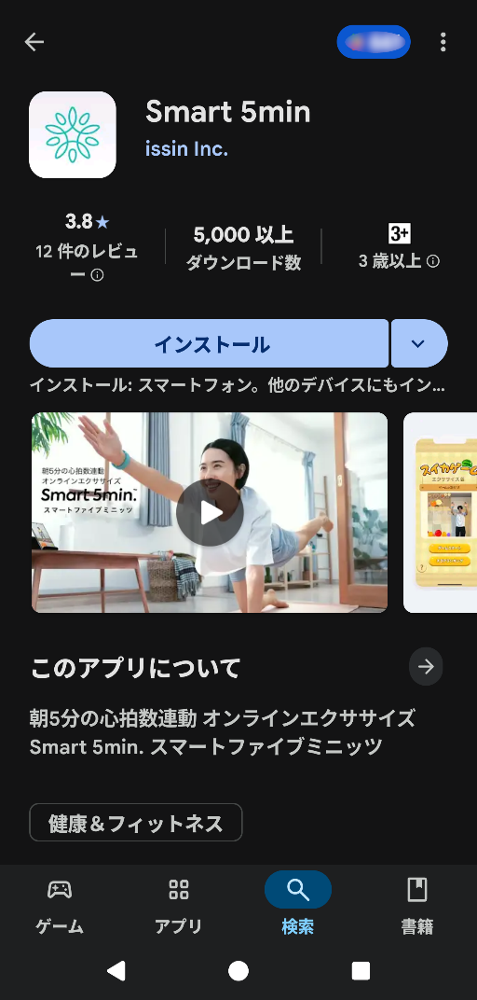 Smart 5min
issin Inc.
3.8★
12 件のレビュ
ー
5,000 以上
ダウンロード数
3+
3 歳以上
インストール
インストール: スマートフォン。他のデバイスにもイン...
朝5分の心拍数連動
オンラインエクササイズ
Smart 5min.
スマートファイブミニッツ
スイカゲーム
エクササイズ
このアプリについて
朝5分の心拍数連動 オンラインエクササイズ
Smart 5min. スマートファイブミニッツ
健康＆フィットネス
ゲーム
アプリ
検索
書籍